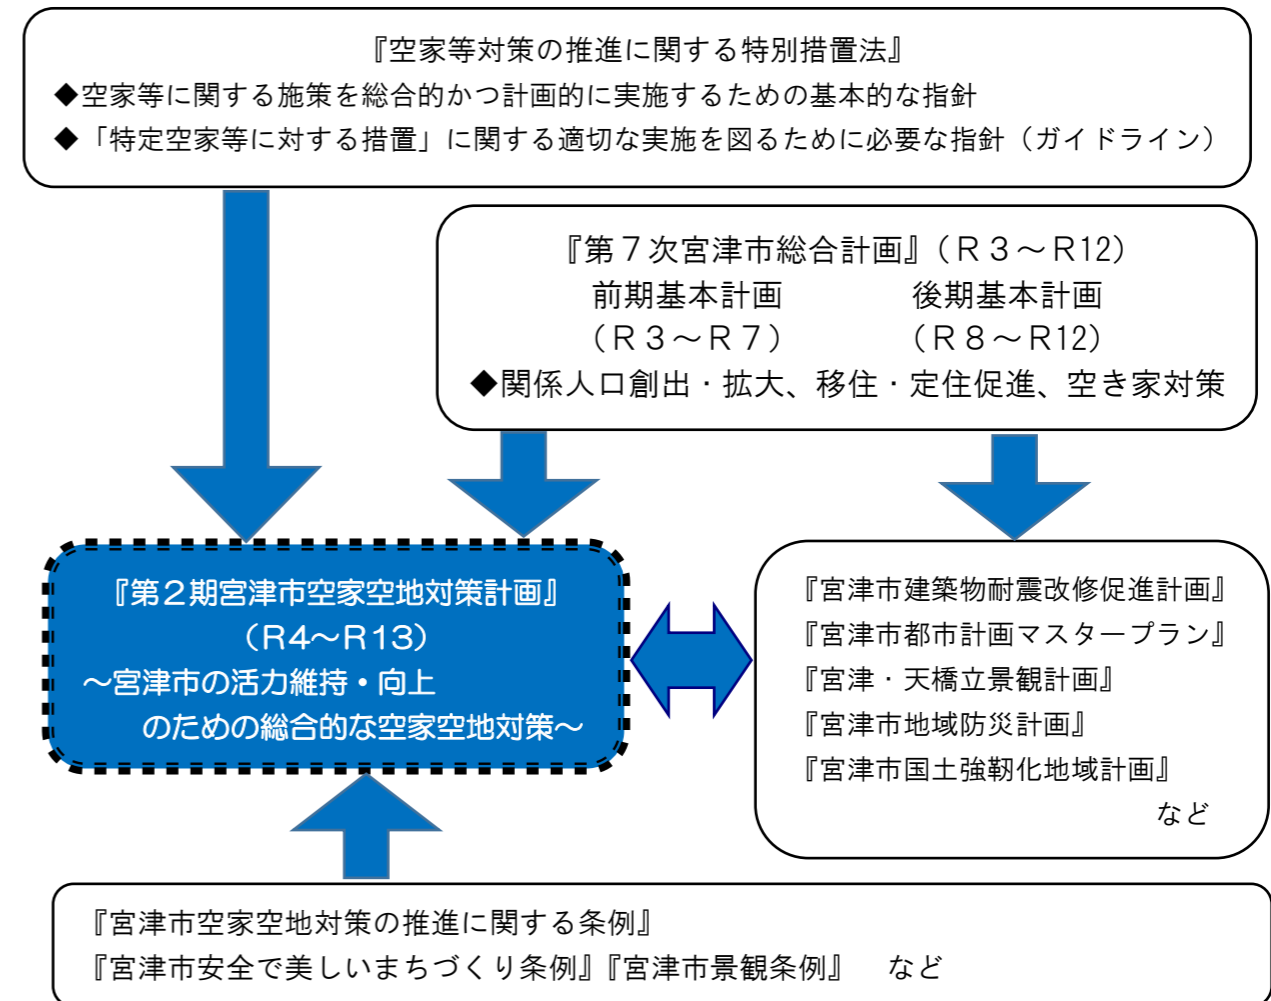 『空家等対策の推進に関する特別措置法』
◆空家等に関する施策を総合的かつ計画的に実施するための基本的な指針
◆「特定空家等に対する措置」に関する適切な実施を図るために必要な指針（ガイドライン）
『第７次宮津市総合計画』（Ｒ３～Ｒ12）
前期基本計画　　　　後期基本計画
（Ｒ３～Ｒ７）　　　（Ｒ８～Ｒ12）
◆関係人口創出・拡大、移住・定住促進、空き家対策
『第２期宮津市空家空地対策計画』
（R4～R13）
～宮津市の活力維持・向上
のための総合的な空家空地対策～
『宮津市建築物耐震改修促進計画』
『宮津市都市計画マスタープラン』
『宮津・天橋立景観計画』
『宮津市地域防災計画』
『宮津市国土強靭化地域計画』
など
『宮津市空家空地対策の推進に関する条例』
『宮津市安全で美しいまちづくり条例』『宮津市景観条例』　など